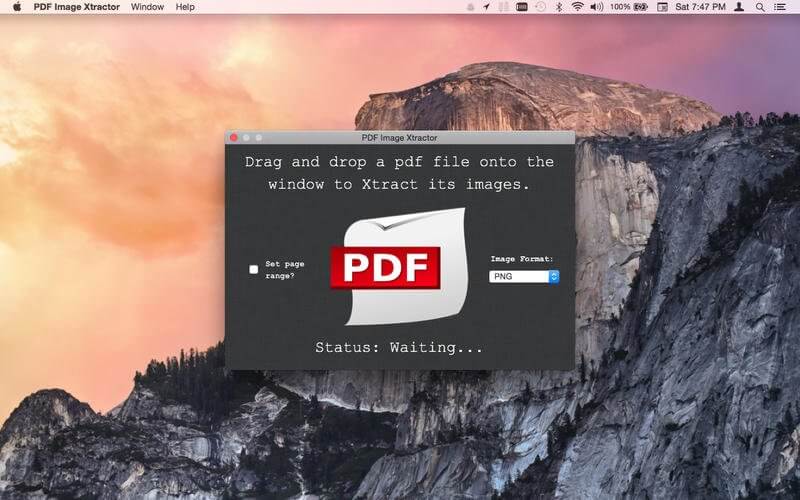 PDF Image Xtractor Window Help 100% Sat 7:47 PM
PDF Image Xtractor
Drag and drop a pdf file onto the
window to Xtract its images.
Set page
range?
PDF
Image Format:
PNG
Status: Waiting...